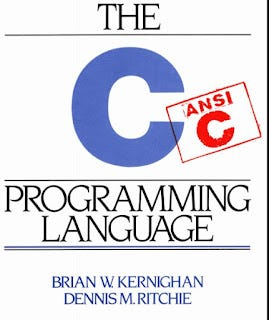 THE
C
ANSI
C
PROGRAMMING
LANGUAGE
BRIAN W. KERNIGHAN
DENNIS M. RITCHIE